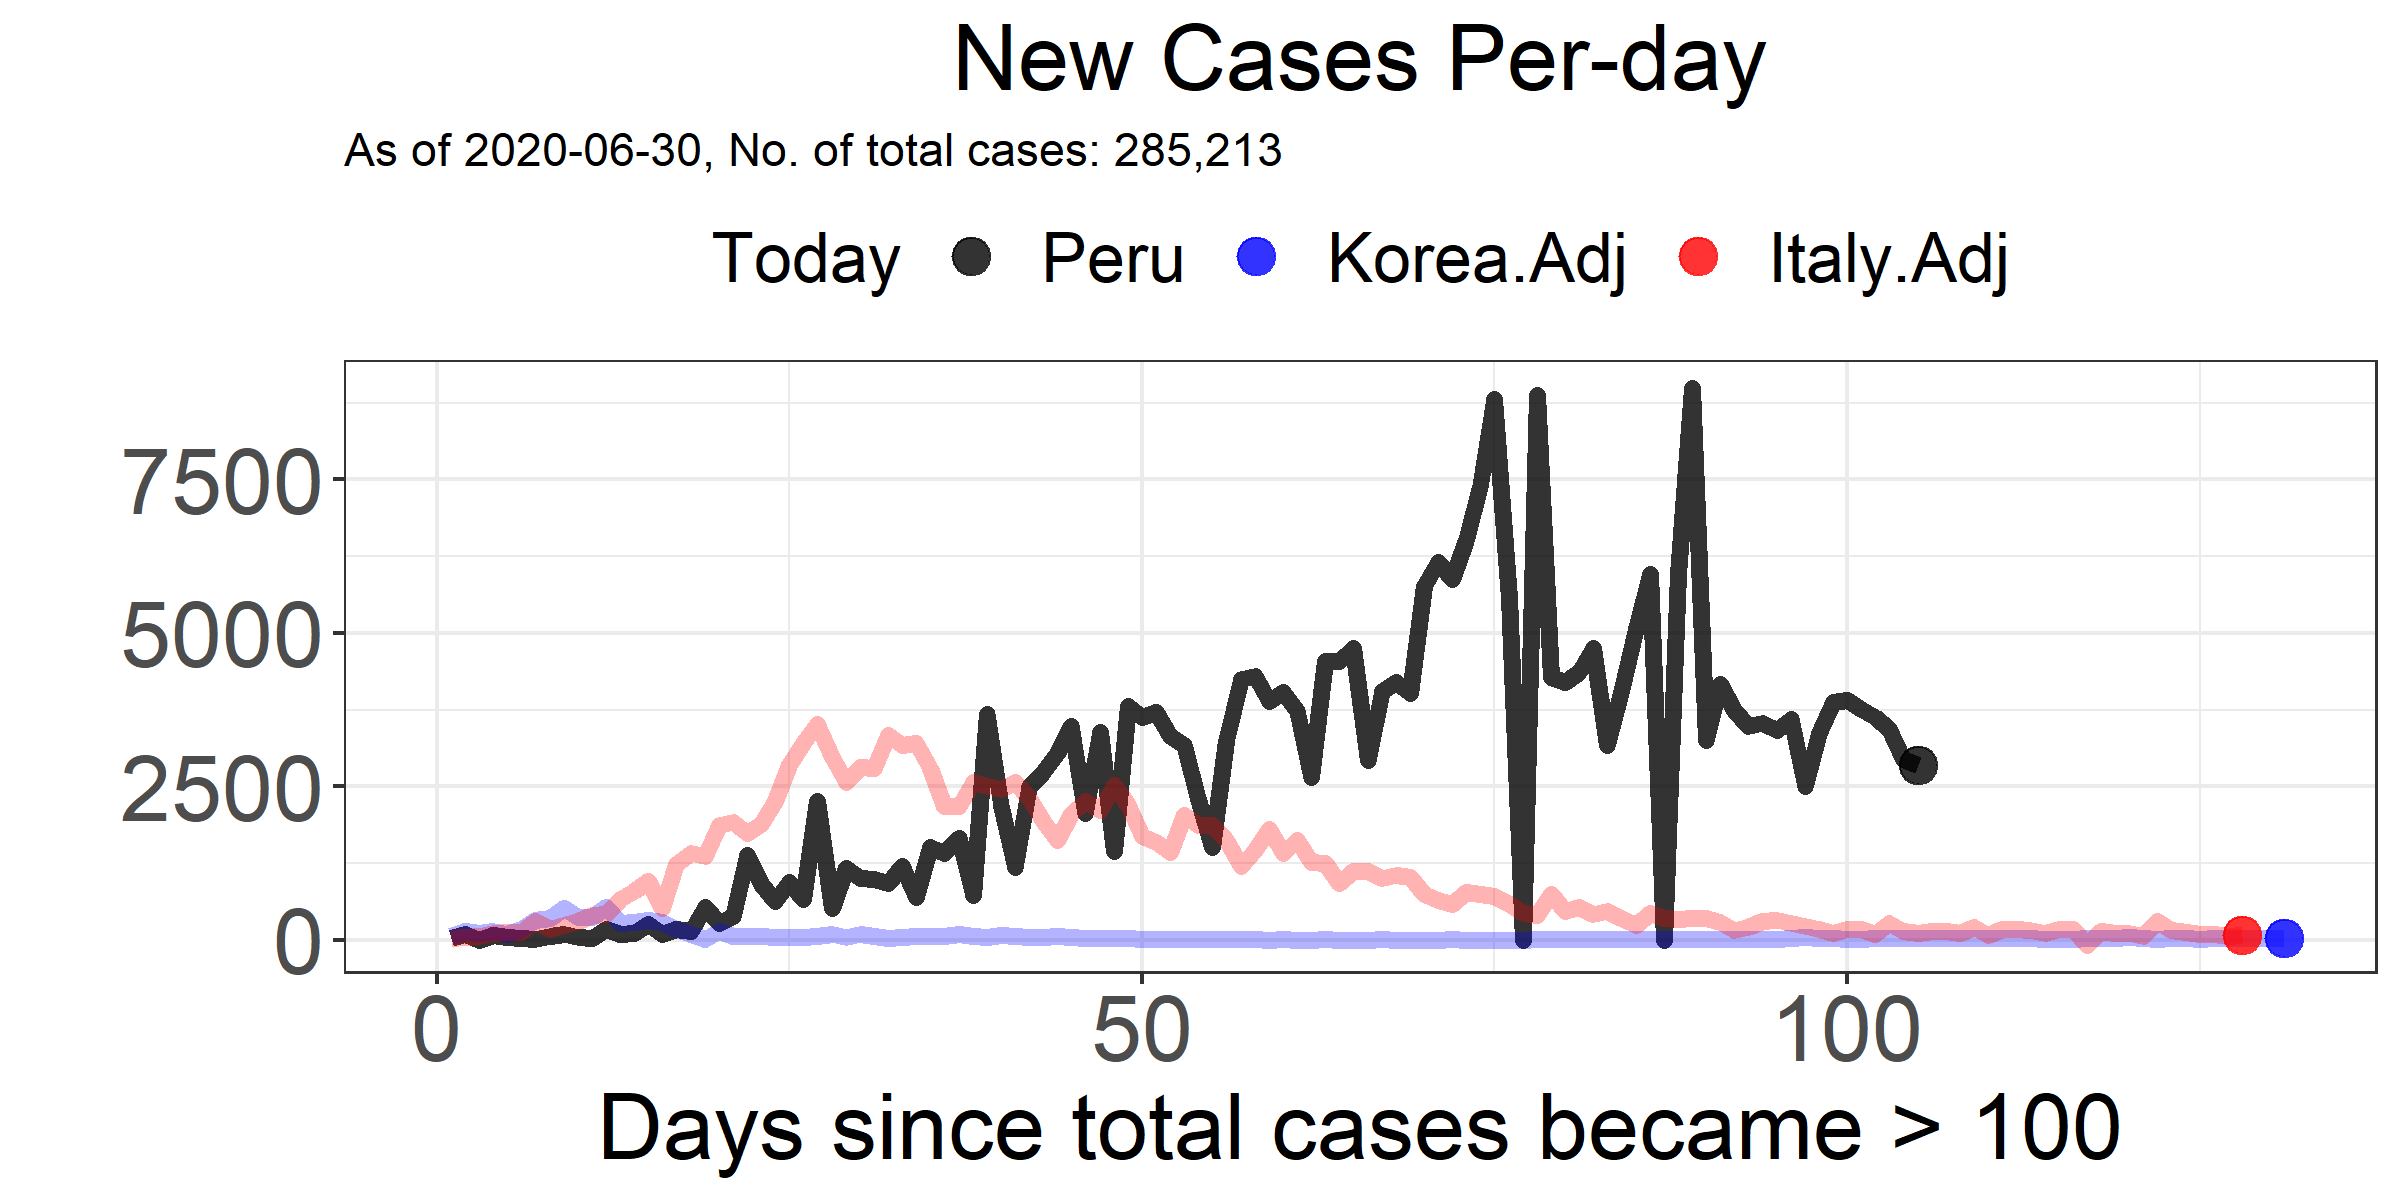 New Cases Per-day
As of 2020-06-30, No. of total cases: 285,213
Today Peru Korea.Adj Italy.Adj
7500
5000
2500
0
0 50 100
Days since total cases became > 100